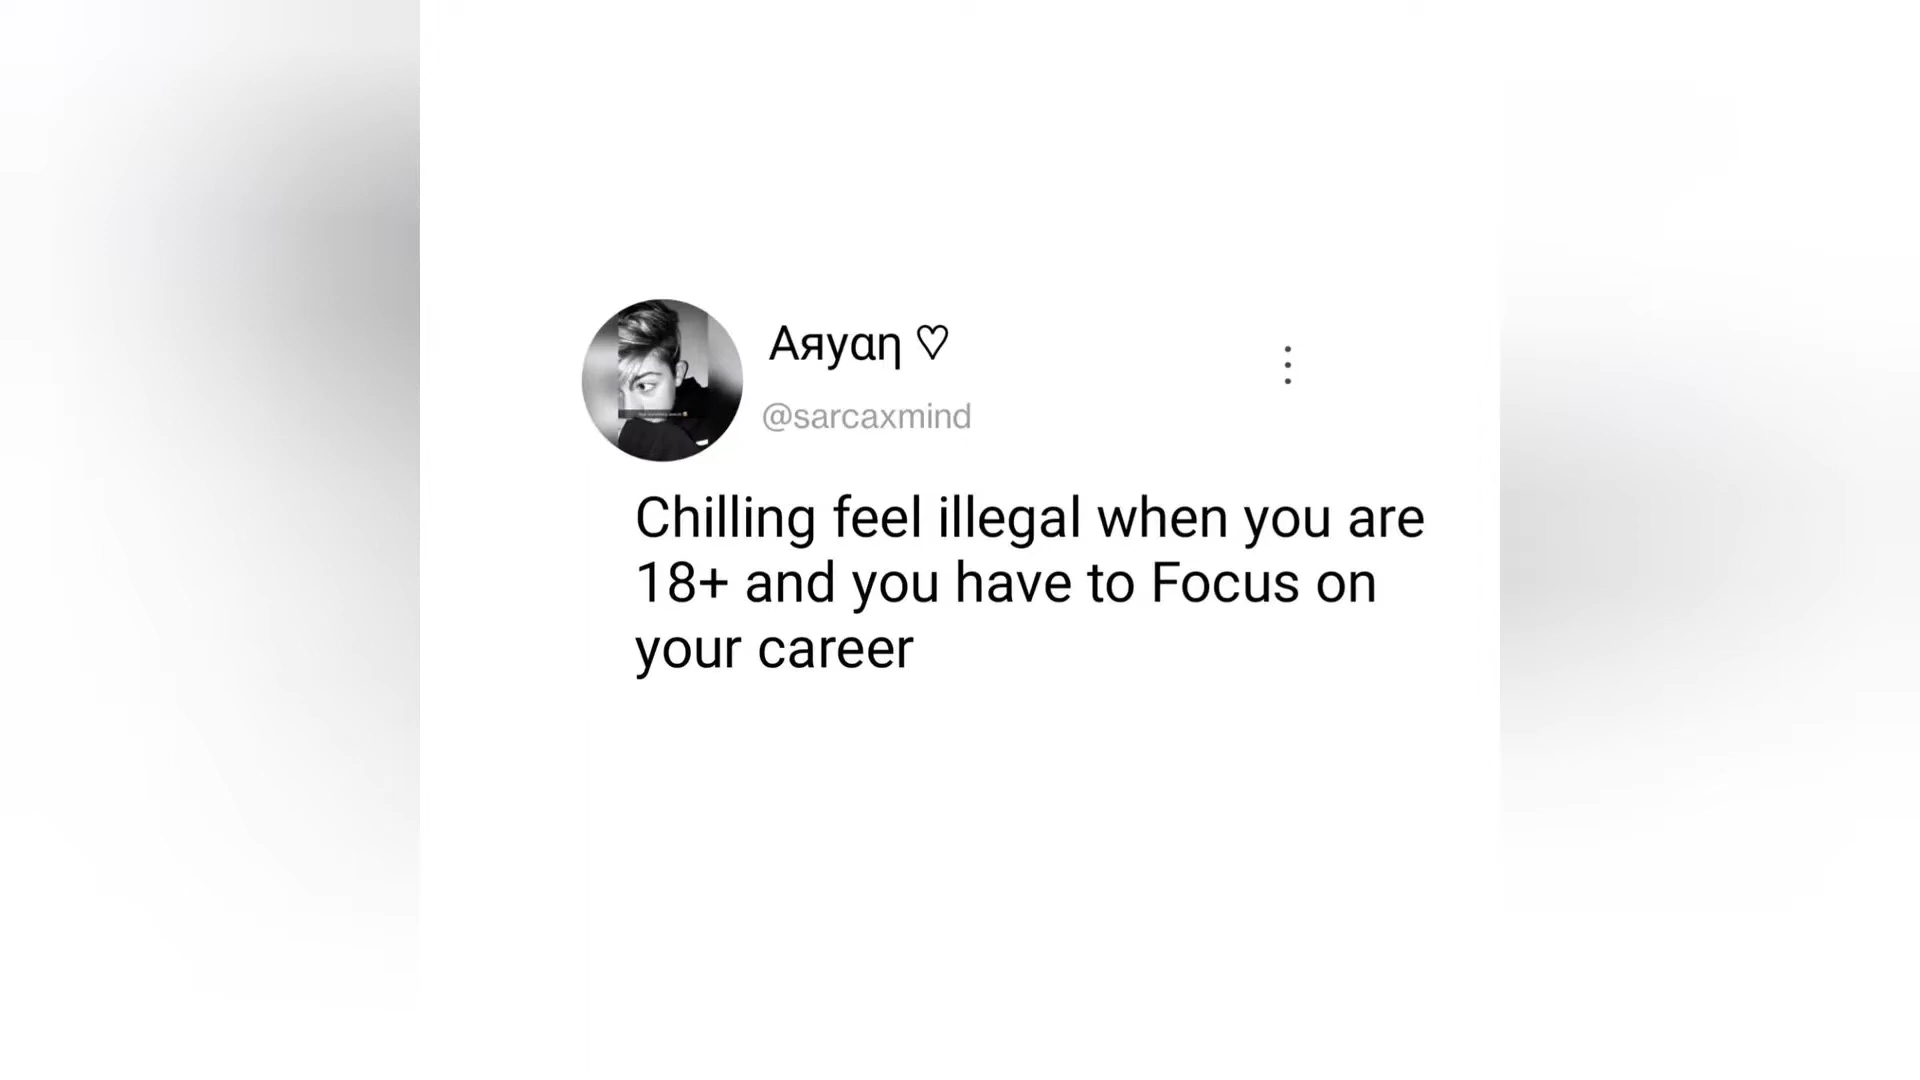 Aяyαη ♡
@sarcaxmind
Chilling feel illegal when you are
18+ and you have to Focus on
your career